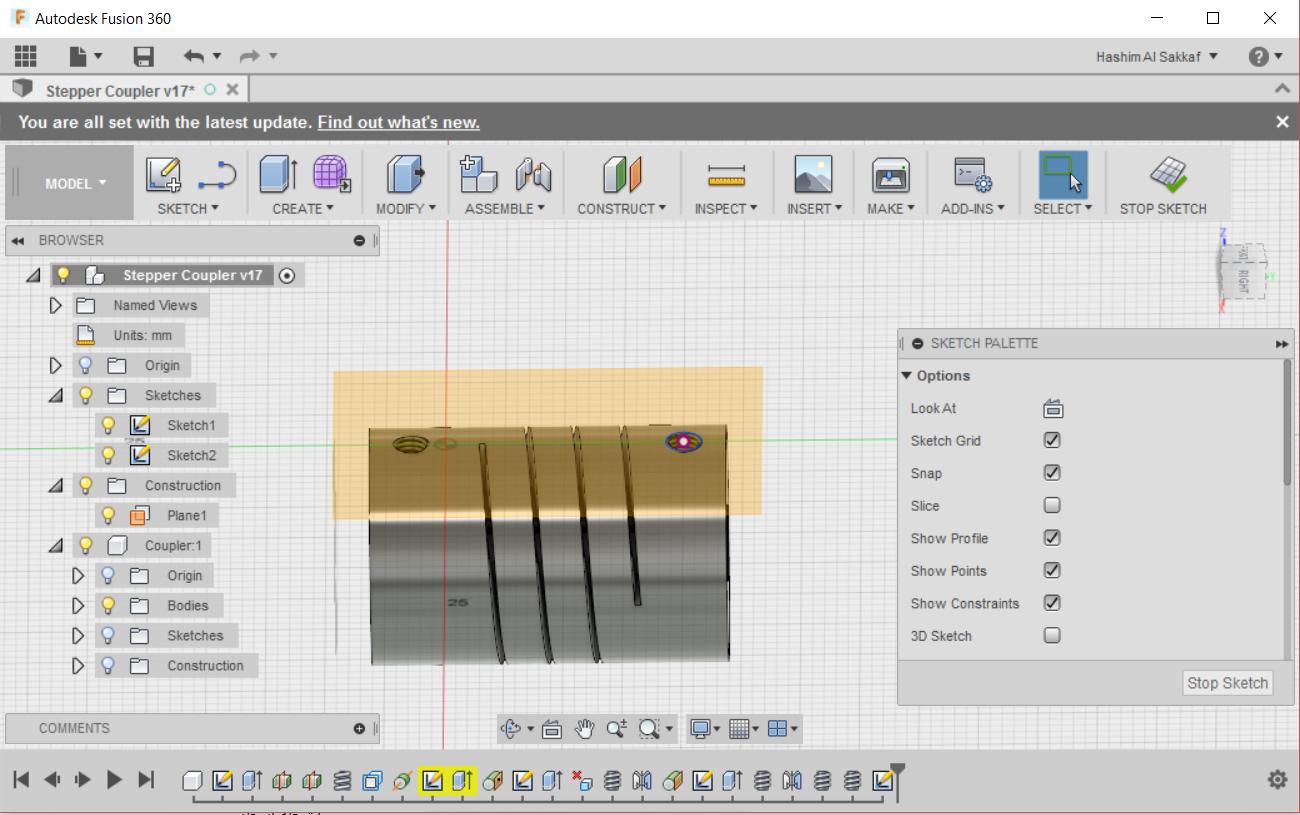 Autodesk Fusion 360
Hashim Al Sakkaf
Stepper Coupler v17*
You are all set with the latest update. Find out what's new.
MODEL
SKETCH
CREATE
MODIFY
ASSEMBLE
CONSTRUCT
INSPECT
INSERT
MAKE
ADD-INS
SELECT
STOP SKETCH
BROWSER
Stepper Coupler v17
Named Views
Units: mm
Origin
Sketches
Sketch1
Sketch2
Construction
Plane1
Coupler:1
Origin
Bodies
Sketches
Construction
COMMENTS
25
25
Z
RIGHT
Y
X
SKETCH PALETTE
Options
Look At
Sketch Grid
Snap
Slice
Show Profile
Show Points
Show Constraints
3D Sketch
Stop Sketch